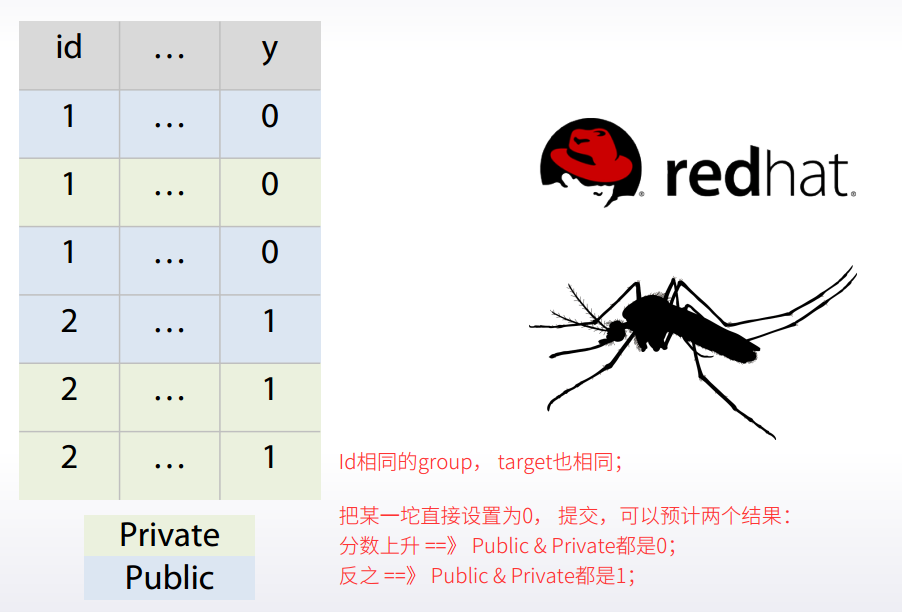 id … y
1 … 0
1 … 0
1 … 0
2 … 1
2 … 1
2 … 1
Private
Public
redhat®
Id相同的group， target也相同；
把某一坨直接设置为0， 提交，可以预计两个结果：
分数上升 ==》 Public & Private都是0；
反之 ==》 Public & Private都是1；